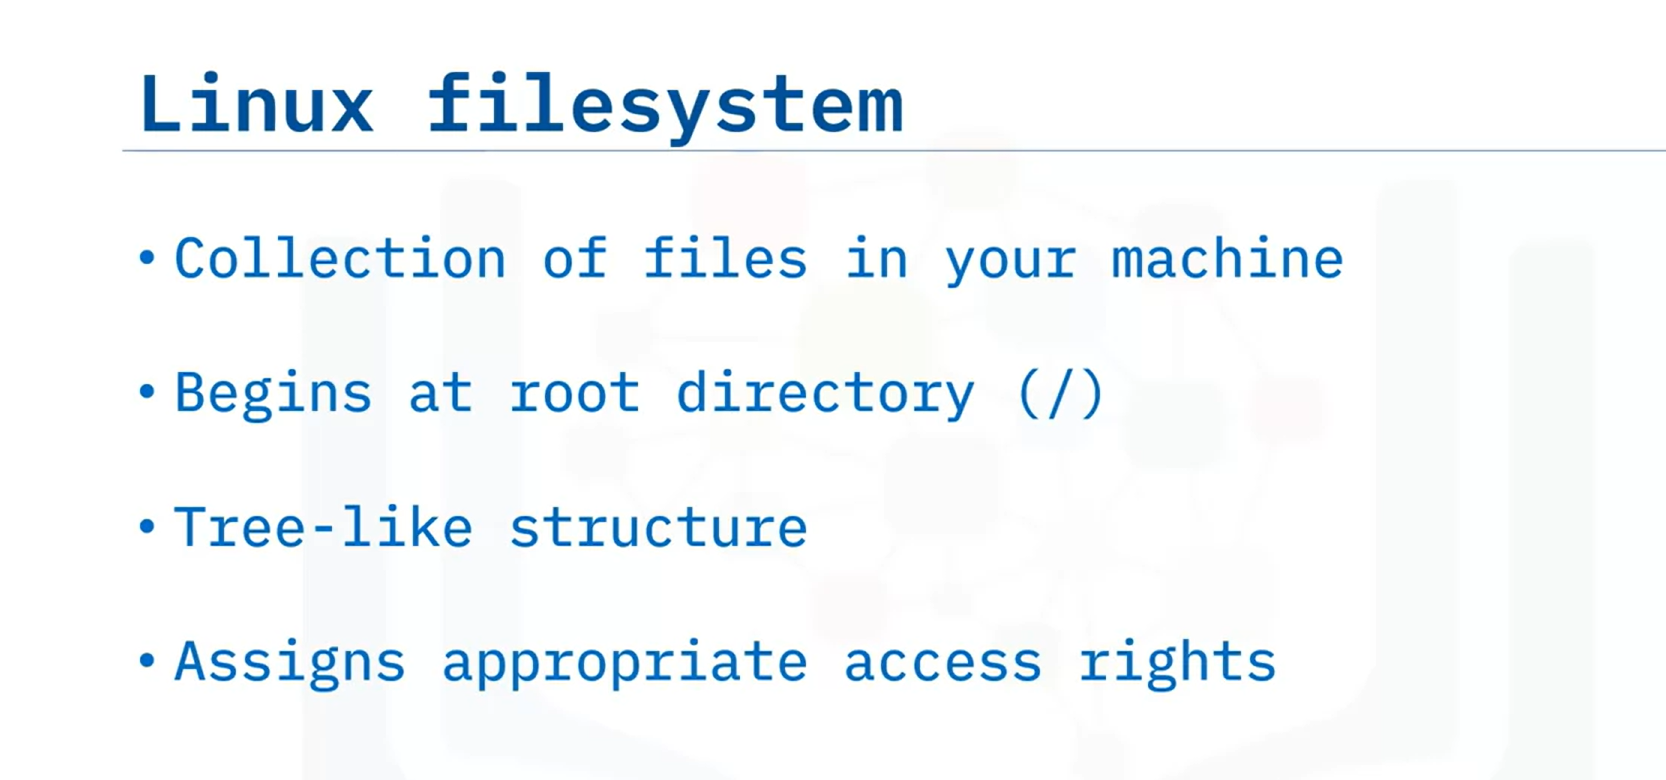 Linux filesystem
• Collection of files in your machine
• Begins at root directory (/)
• Tree-like structure
• Assigns appropriate access rights